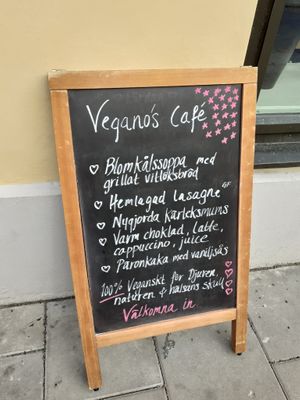 Vegano's Café
Blomkålssoppa med
grillat vitlöksbröd
Hemlagad lasagne GF
Nygjorda kärleksmums
Varm choklad, latte,
cappuccino, juice
Päronkaka med vaniljsås
100% Veganskt för Djuren,
naturen & hälsans skull
Välkomna in